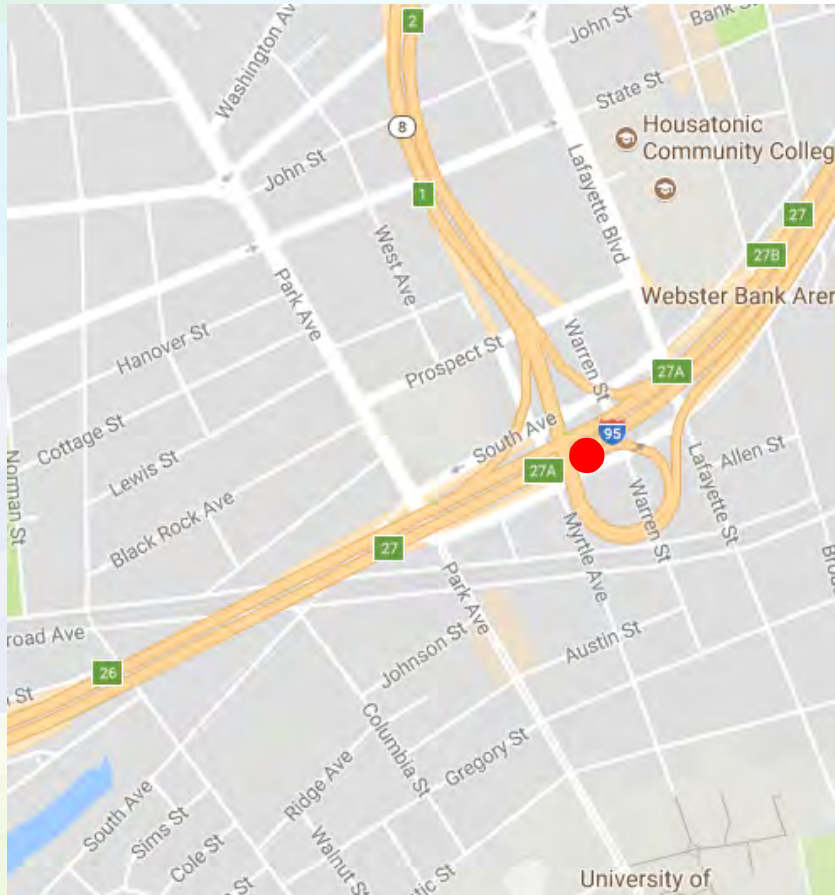 2
Washington Av
John St
Bank S
State St
8
Housatonic
Community Colleg
John St
1
Lafayette Blvd
27
West Ave
27B
Park Ave
Webster Bank Arer
Hanover St
Prospect St
Warren St
27A
Cottage St
South Ave
95
Norman St
Lewis St
27A
Lafayette St
Allen St
Black Rock Ave
Warren St
27
Myrtle Ave
Park Ave
road Ave
Johnson St
Austin St
26
St
Columbia St
Gregory St
Ridge Ave
South Ave
Sims St
Cole St
Walnut St
tic St
University of